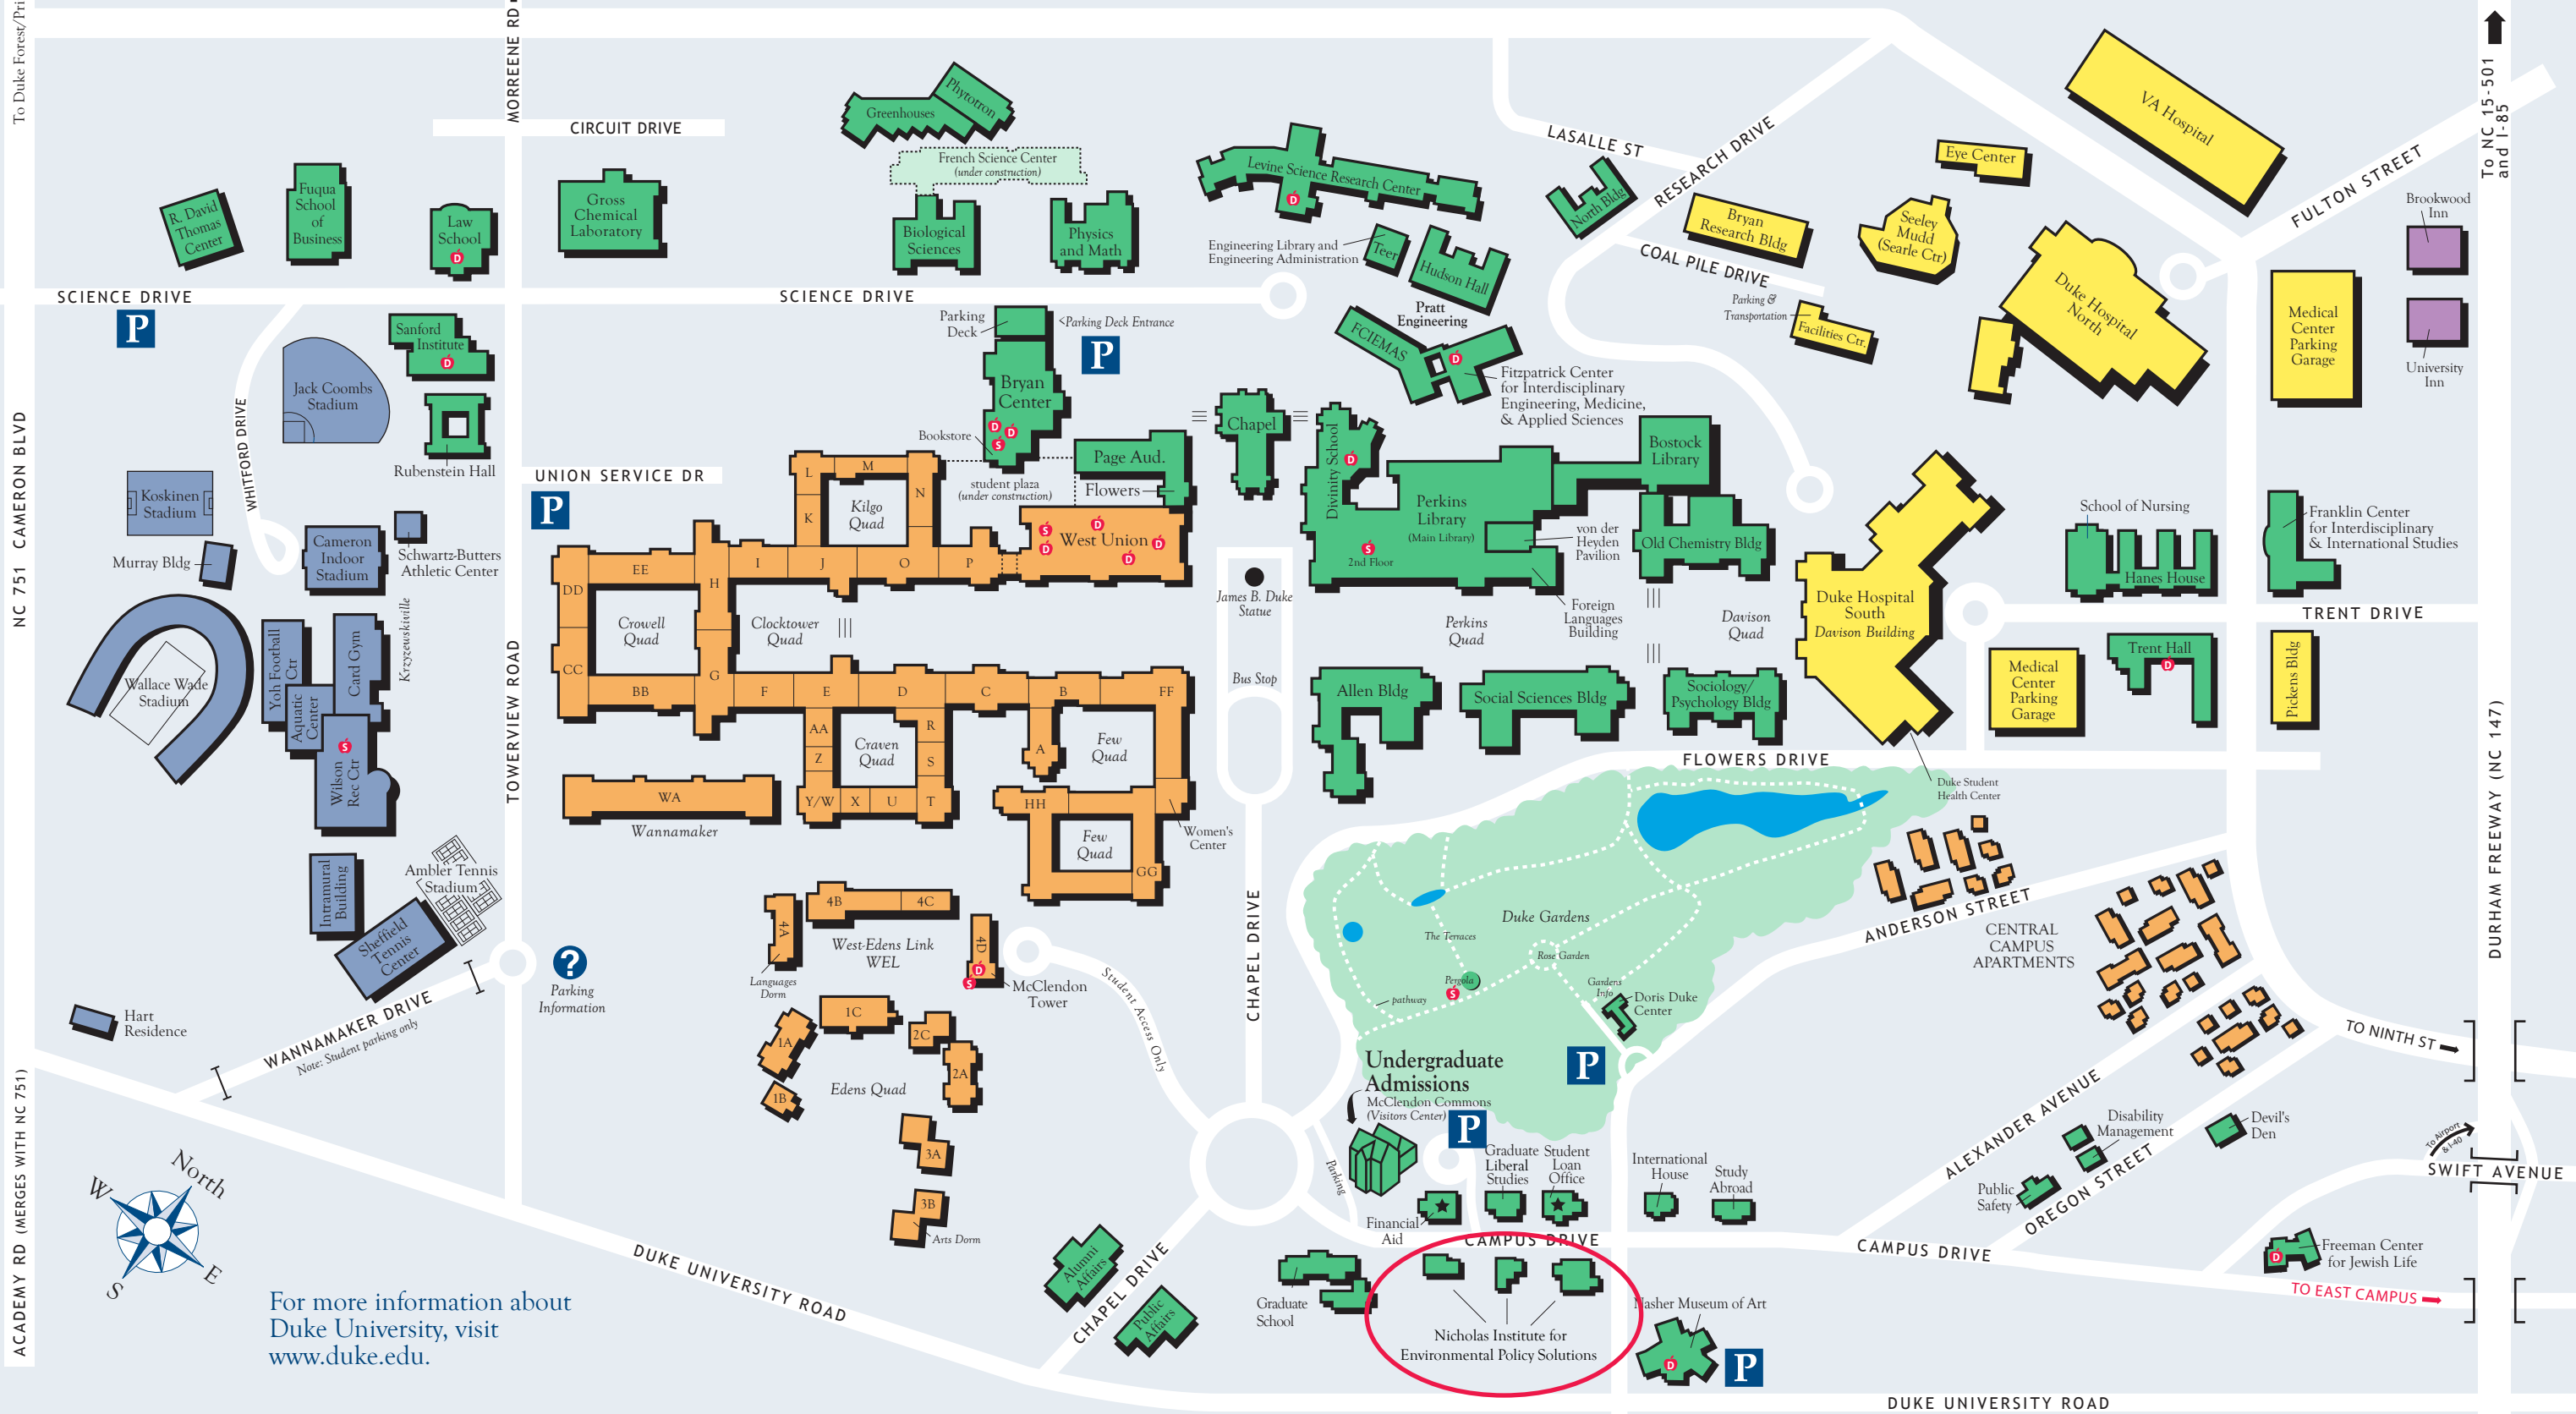 To Duke Forest/Pri
MORREENE RD
To NC 15-501
and I-85
CIRCUIT DRIVE
Greenhouses
Phytotron
French Science Center
(under construction)
Levine Science Research Center
D
LASALLE ST
RESEARCH DRIVE
North Bldg
Eye Center
VA Hospital
FULTON STREET
R. David
Thomas
Center
Fuqua
School
of
Business
Law
School
D
Gross
Chemical
Laboratory
Biological
Sciences
Physics
and Math
Engineering Library and
Engineering Administration
Teer
Hudson Hall
Bryan
Research Bldg
Seeley
Mudd
(Searle Ctr)
Brookwood
Inn
COAL PILE DRIVE
Parking &
Transportation
Facilities Ctr.
Duke Hospital
North
Medical
Center
Parking
Garage
University
Inn
SCIENCE DRIVE
SCIENCE DRIVE
P
Sanford
Institute
D
Parking
Deck
<Parking Deck Entrance
P
Pratt
Engineering
FCIEMAS
D
Fitzpatrick Center
for Interdisciplinary
Engineering, Medicine,
& Applied Sciences
Jack Coombs
Stadium
WHITFORD DRIVE
Rubenstein Hall
Bryan
Center
D
D
S
Bookstore
Page Aud.
Flowers
student plaza
(under construction)
Chapel
Divinity School
D
Bostock
Library
Perkins
Library
(Main Library)
S
2nd Floor
von der
Heyden
Pavilion
Old Chemistry Bldg
Foreign
Languages
Building
NC 751 CAMERON BLVD
Koskinen
Stadium
Murray Bldg
Cameron
Indoor
Stadium
Schwartz-Butters
Athletic Center
UNION SERVICE DR
P
L
M
N
K
Kilgo
Quad
West Union
S
D
D
D
D
EE
H
I
J
O
P
DD
Crowell
Quad
Clocktower
Quad
James B. Duke
Statue
Perkins
Quad
Davison
Quad
Duke Hospital
South
Davison Building
School of Nursing
Hanes House
Franklin Center
for Interdisciplinary
& International Studies
TRENT DRIVE
Wallace Wade
Stadium
Yoh Football
Ctr
Aquatic
Center
Card Gym
Krzyzewskiville
Wilson
Rec Ctr
S
TOWERVIEW ROAD
CC
BB
G
F
E
D
C
B
FF
AA
Z
Y/W
X
U
T
R
S
Craven
Quad
A
Few
Quad
HH
Few
Quad
GG
Women's
Center
WA
Wannamaker
Bus Stop
Allen Bldg
Social Sciences Bldg
Sociology/
Psychology Bldg
Medical
Center
Parking
Garage
Trent Hall
D
Pickens Bldg
FLOWERS DRIVE
Duke Student
Health Center
DURHAM FREEWAY (NC 147)
Intramural
Building
Ambler Tennis
Stadium
Sheffield
Tennis
Center
4A
4B
4C
4D
D
S
West-Edens Link
WEL
Languages
Dorm
McClendon
Tower
?
Parking
Information
CHAPEL DRIVE
Student Access Only
Duke Gardens
The Terraces
Rose Garden
Pergola
S
pathway
Gardens
Info
Doris Duke
Center
P
ANDERSON STREET
CENTRAL
CAMPUS
APARTMENTS
Hart
Residence
WANNAMAKER DRIVE
Note: Student parking only
1A
1B
1C
2C
2A
Edens Quad
3A
3B
Arts Dorm
Undergraduate
Admissions
McClendon Commons
(Visitors Center)
P
Parking
Graduate
Liberal
Studies
Student
Loan
Office
Financial
Aid
International
House
Study
Abroad
TO NINTH ST
ALEXANDER AVENUE
Disability
Management
Devil's
Den
Public
Safety
OREGON STREET
To Airport
& I-40
SWIFT AVENUE
ACADEMY RD (MERGES WITH NC 751)
North
W
E
S
DUKE UNIVERSITY ROAD
Alumni
Affairs
CHAPEL DRIVE
Public
Affairs
CAMPUS DRIVE
CAMPUS DRIVE
Graduate
School
Nicholas Institute for
Environmental Policy Solutions
Nasher Museum of Art
D
P
D
Freeman Center
for Jewish Life
TO EAST CAMPUS
For more information about
Duke University, visit
www.duke.edu.
DUKE UNIVERSITY ROAD